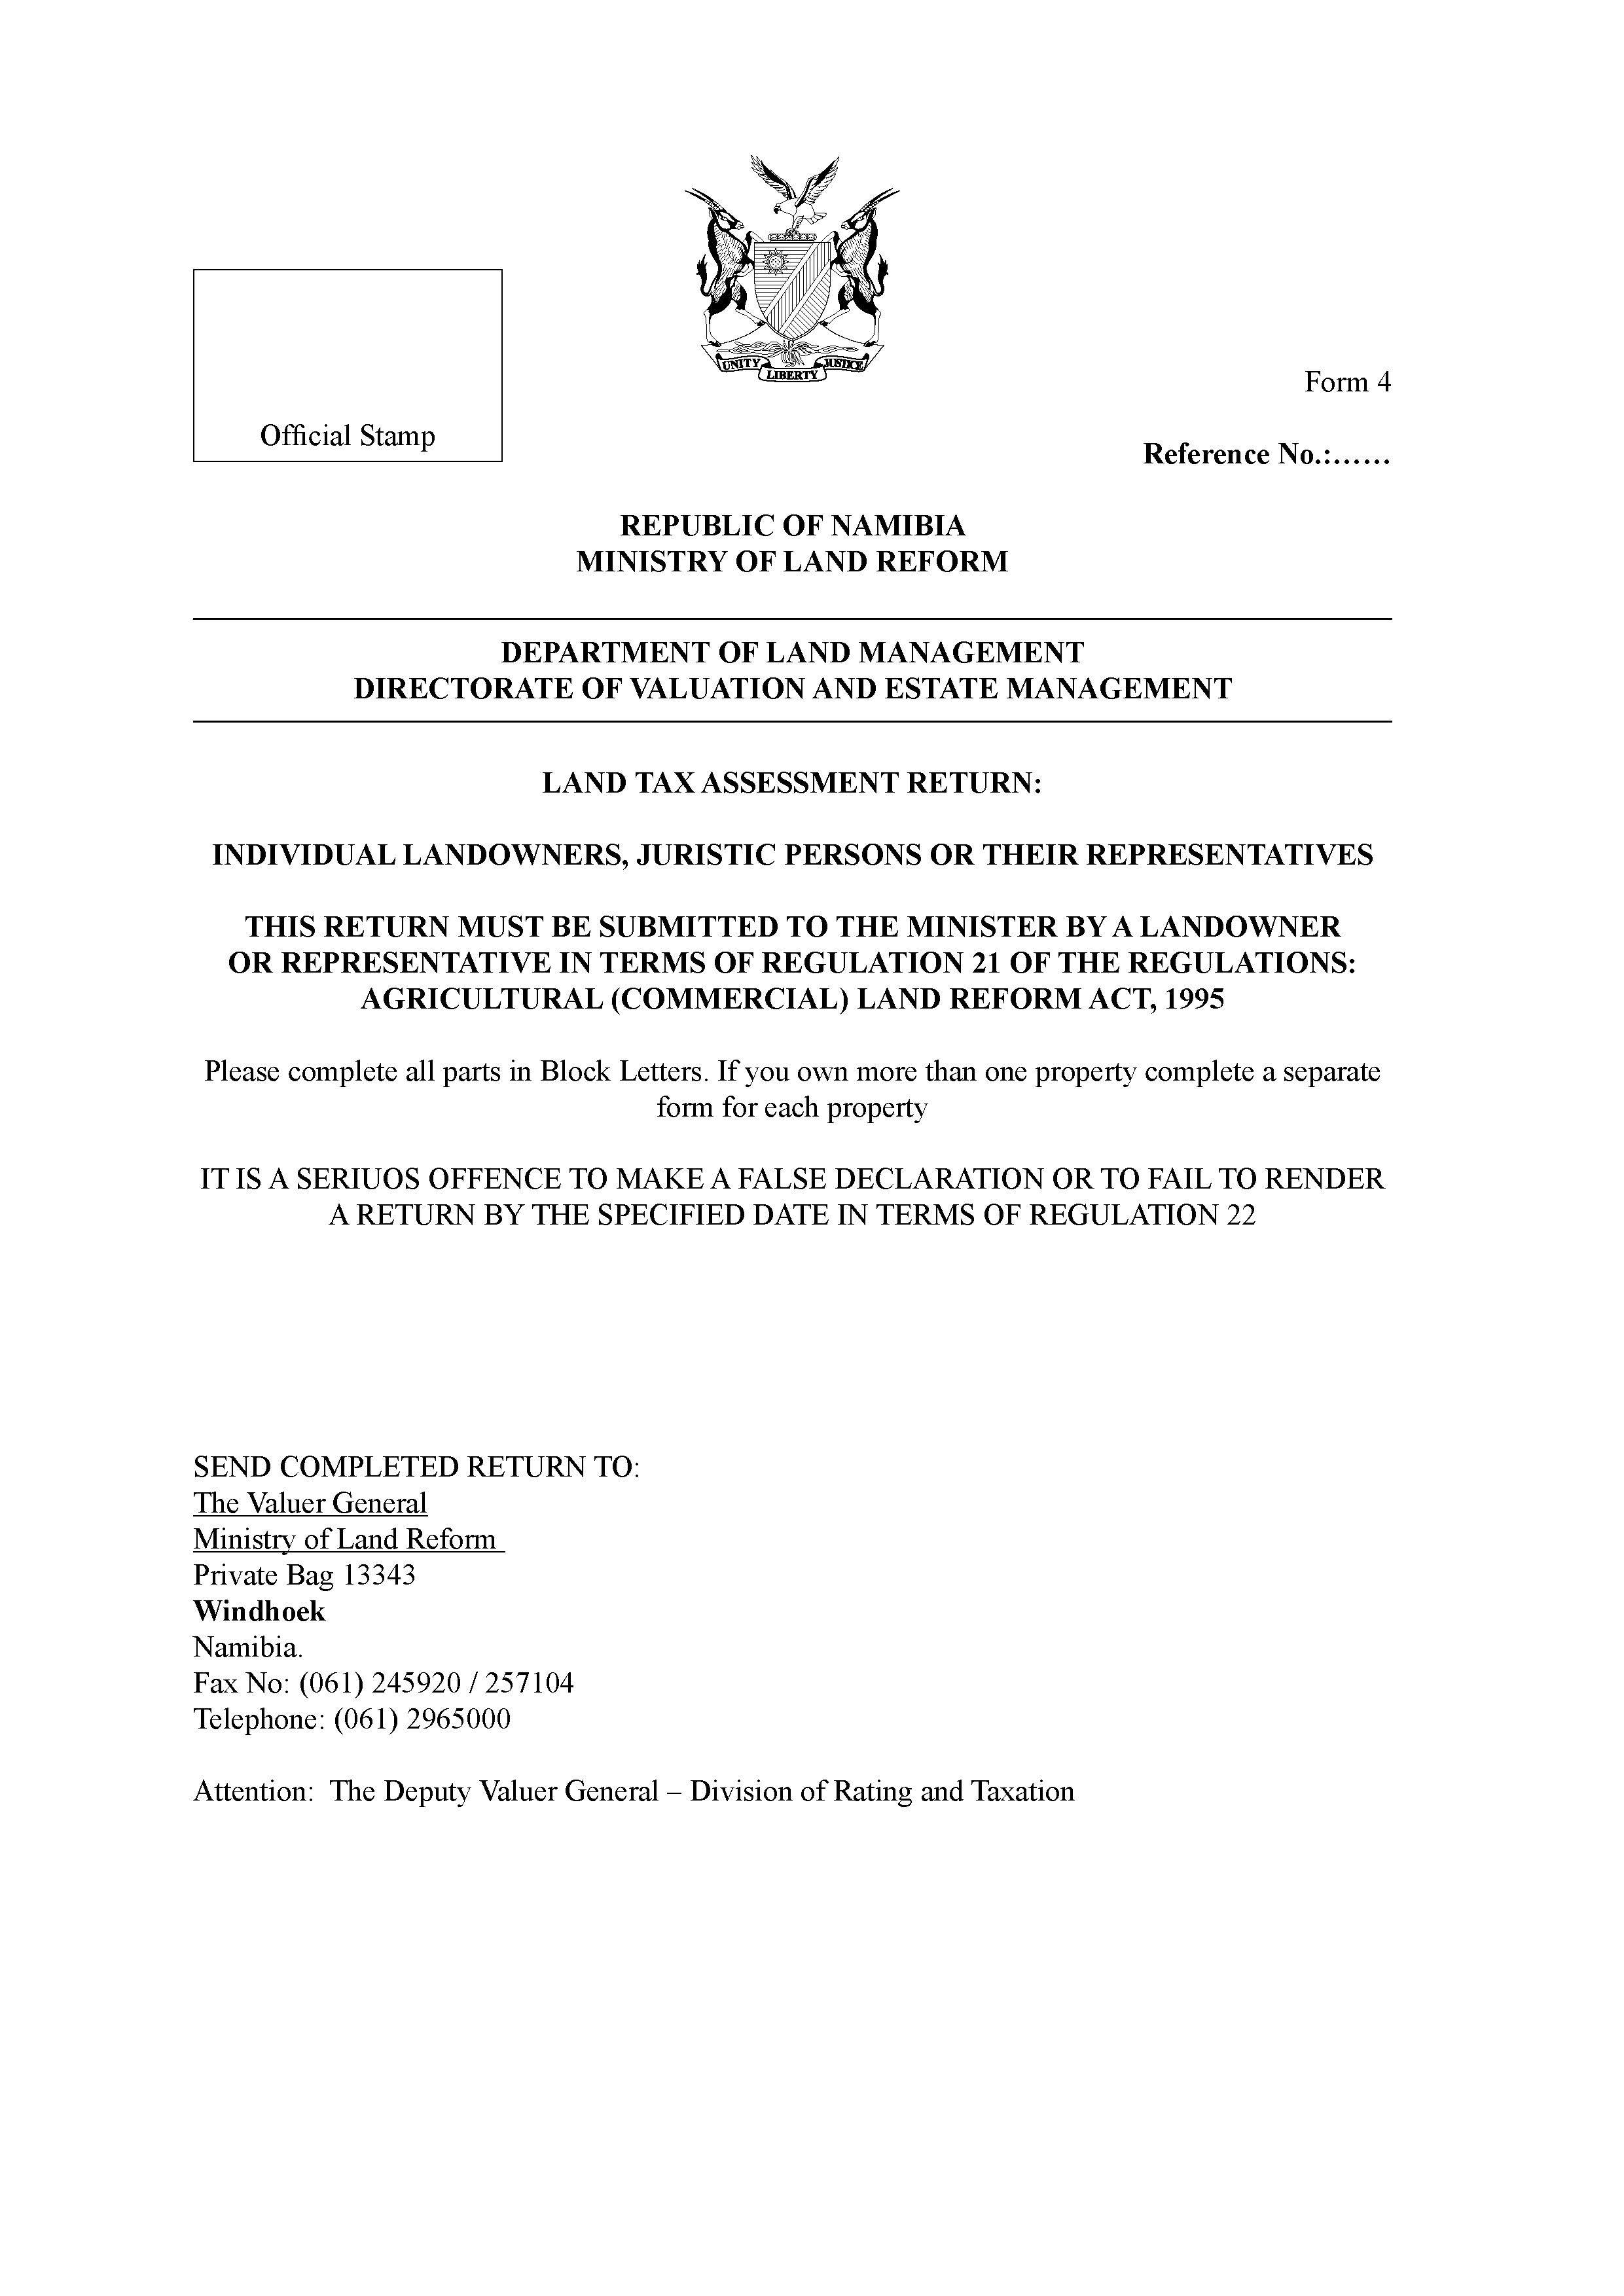 UNITY
LIBERTY
JUSTICE
Form 4
Official Stamp
Reference No.:......
REPUBLIC OF NAMIBIA
MINISTRY OF LAND REFORM
DEPARTMENT OF LAND MANAGEMENT
DIRECTORATE OF VALUATION AND ESTATE MANAGEMENT
LAND TAX ASSESSMENT RETURN:
INDIVIDUAL LANDOWNERS, JURISTIC PERSONS OR THEIR REPRESENTATIVES
THIS RETURN MUST BE SUBMITTED TO THE MINISTER BY A LANDOWNER
OR REPRESENTATIVE IN TERMS OF REGULATION 21 OF THE REGULATIONS:
AGRICULTURAL (COMMERCIAL) LAND REFORM ACT, 1995
Please complete all parts in Block Letters. If you own more than one property complete a separate
form for each property
IT IS A SERIUOS OFFENCE TO MAKE A FALSE DECLARATION OR TO FAIL TO RENDER
A RETURN BY THE SPECIFIED DATE IN TERMS OF REGULATION 22
SEND COMPLETED RETURN TO:
The Valuer General
Ministry of Land Reform
Private Bag 13343
Windhoek
Namibia.
Fax No: (061) 245920 / 257104
Telephone: (061) 2965000
Attention: The Deputy Valuer General – Division of Rating and Taxation